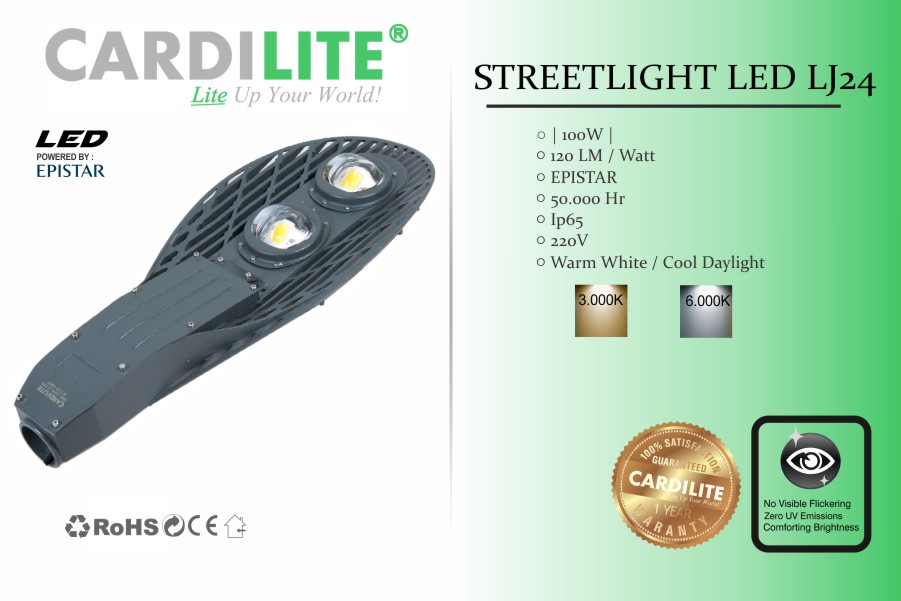 CARDILITE®
Lite Up Your World!
LED
POWERED BY :
EPISTAR
STREETLIGHT LED LJ24
| 100W |
120 LM / Watt
EPISTAR
50.000 Hr
Ip65
220V
Warm White / Cool Daylight
3.000K
6.000K
CARDILITE
RoHS CE
100% SATISFACTION
GUARANTEED
CARDILITE
Lite Up Your World!
1 YEAR
WARANTY
No Visible Flickering
Zero UV Emissions
Comforting Brightness